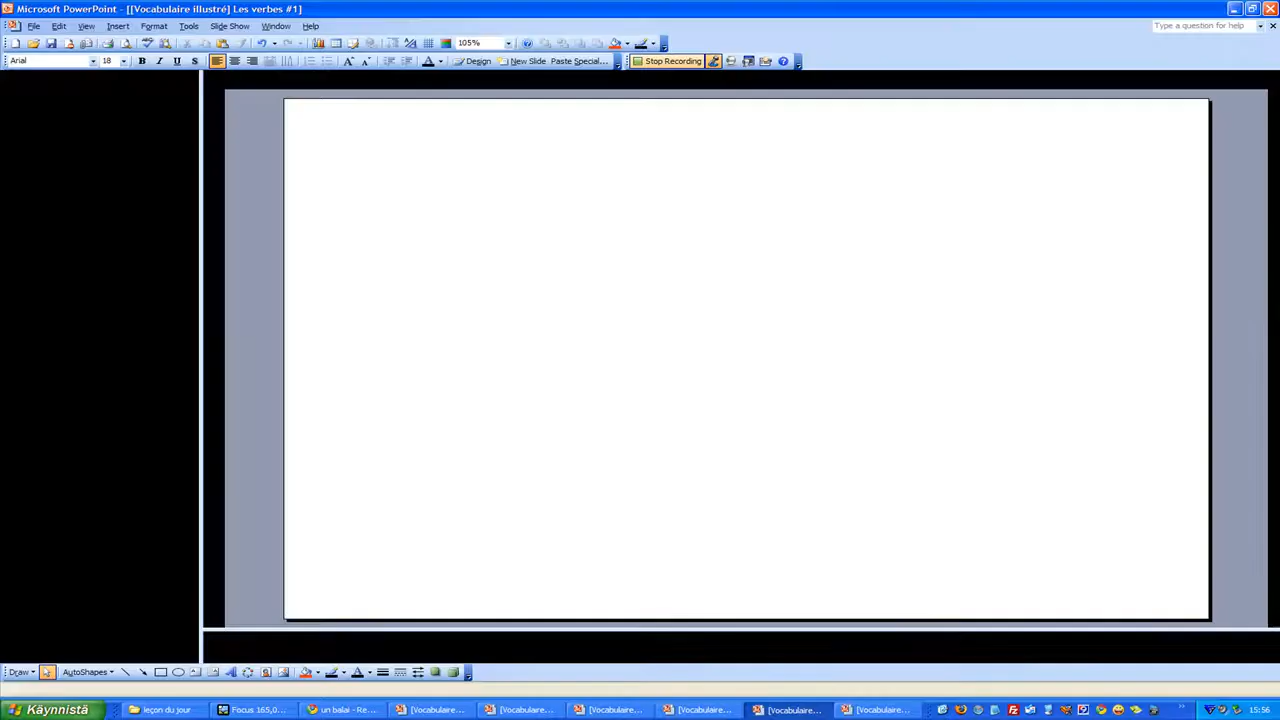 Microsoft PowerPoint - [[Vocabulaire illustré] Les verbes #1]
File Edit View Insert Format Tools Slide Show Window Help
Type a question for help
105%
Arial 18 B I U S Design New Slide Paste Special... Stop Recording
Draw AutoShapes
Käynnistä leçon du jour Focus 165,0... un balai - Re... [Vocabulaire... [Vocabulaire... [Vocabulaire... [Vocabulaire... [Vocabulaire... [Vocabulaire... 15:56